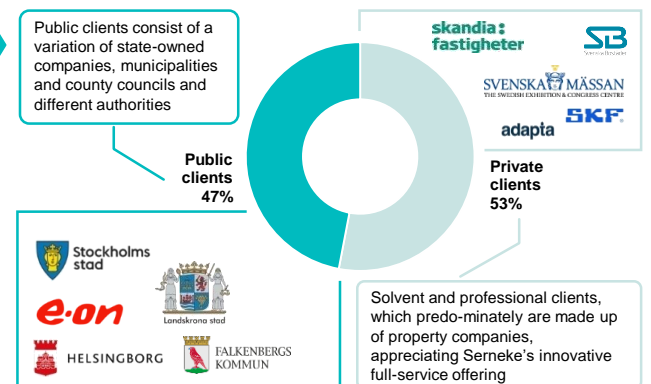 Public clients consist of a
variation of state-owned
companies, municipalities
and county councils and
different authorities
Public
clients
47%
skandia:
fastigheter
SB
SVENSKA MÄSSAN
THE SWEDISH EXHIBITION & CONGRESS CENTRE
SKF
adapta
Private
clients
53%
Stockholms
stad
Landskrona stad
e·on
HELSINGBORG
FALKENBERGS
KOMMUN
Solvent and professional clients,
which predo-minately are made up
of property companies,
appreciating Serneke's innovative
full-service offering